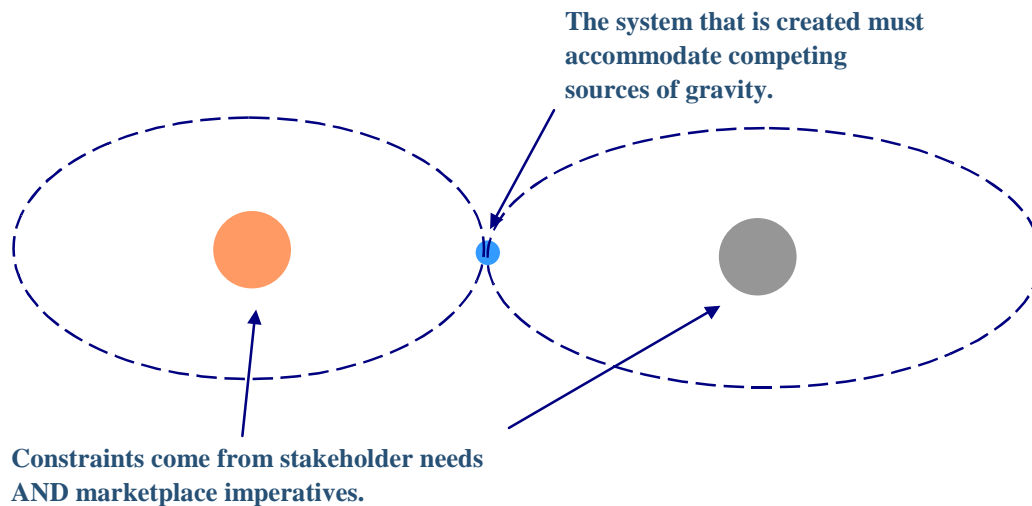 The system that is created must
accommodate competing
sources of gravity.
Constraints come from stakeholder needs
AND marketplace imperatives.